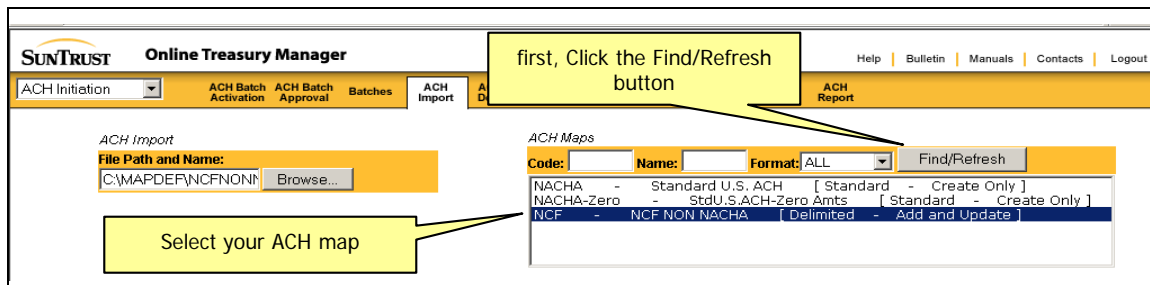 SUNTRUST Online Treasury Manager
first, Click the Find/Refresh
button
Help | Bulletin | Manuals | Contacts | Logout
ACH Initiation
ACH Batch Activation
ACH Batch Approval
Batches
ACH Import
ACH Report
ACH Import
File Path and Name:
C:\MAPDEF\NCFNONN Browse...
ACH Maps
Code: Name: Format: ALL Find/Refresh
NACHA - Standard U.S. ACH [ Standard - Create Only ]
NACHA-Zero - StdU.S.ACH-Zero Amts [ Standard - Create Only ]
NCF - NCF NON NACHA [ Delimited - Add and Update ]
Select your ACH map